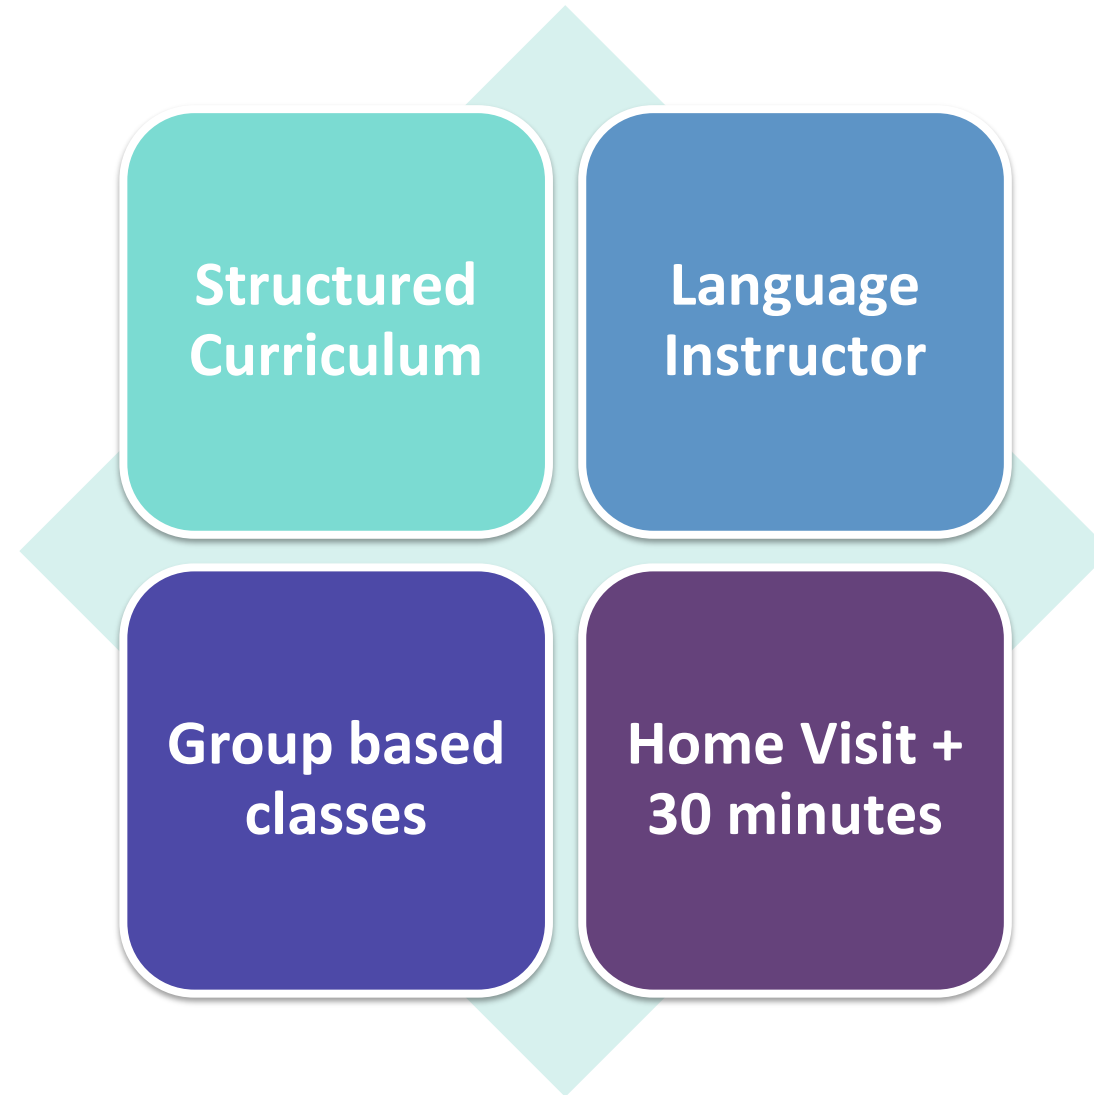 Structured
Curriculum
Language
Instructor
Group based
classes
Home Visit +
30 minutes